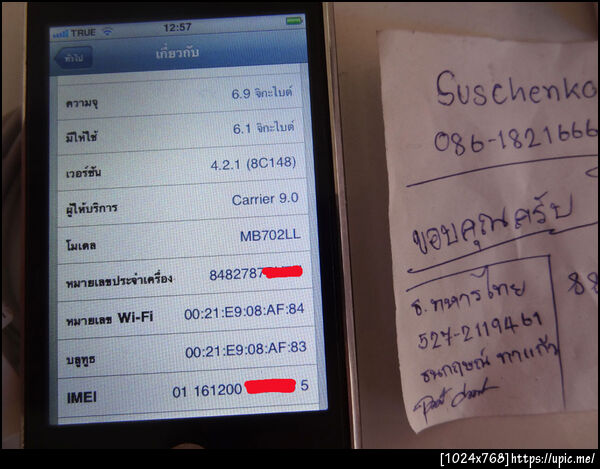 TRUE 12:57
ทั่วไป เกี่ยวกับ
ความจุ 6.9 จิกะไบต์
มีให้ใช้ 6.1 จิกะไบต์
เวอร์ชัน 4.2.1 (8C148)
ผู้ให้บริการ Carrier 9.0
โมเดล MB702LL
หมายเลขประจำเครื่อง 8482787
หมายเลข Wi-Fi 00:21:E9:08:AF:84
บลูทูธ 00:21:E9:08:AF:83
IMEI 01 161200 5
Suschenko
086-1821666
ขอบคุณครับ
ธ.ทหารไทย
527-2119461
ธนกฤษณ์ ทาแก้ว
88
[1024x768]https://upic.me/